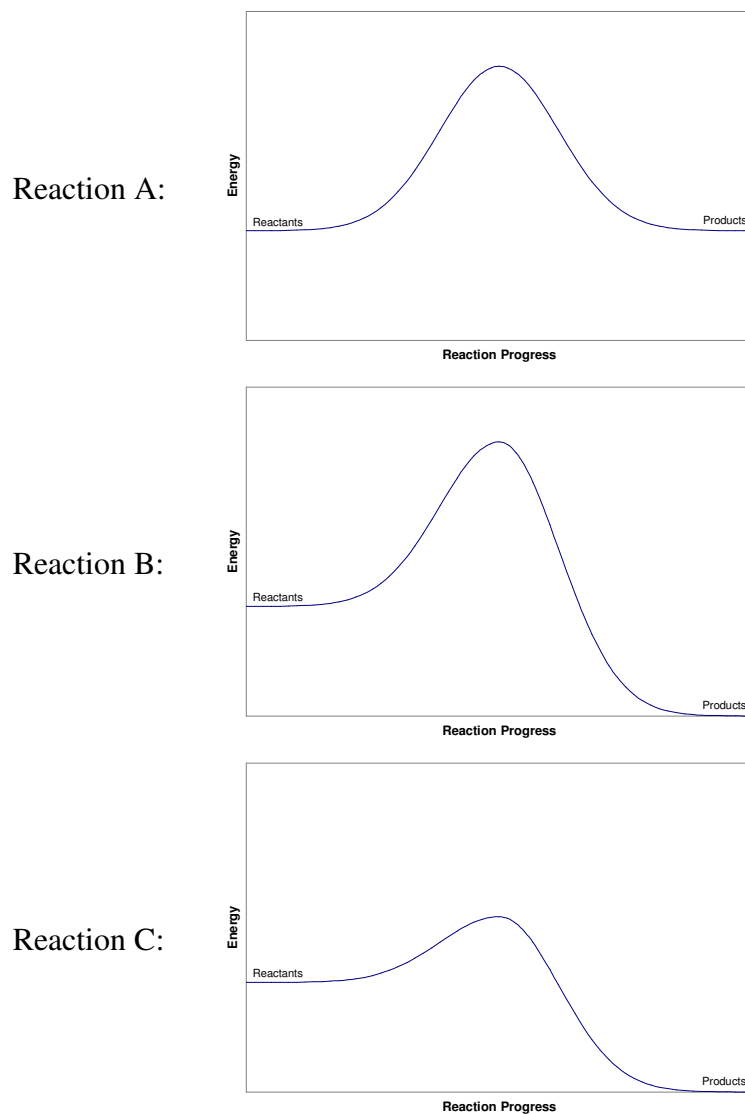 Reaction A:
Energy
Reactants
Products
Reaction Progress
Reaction B:
Energy
Reactants
Products
Reaction Progress
Reaction C:
Energy
Reactants
Products
Reaction Progress